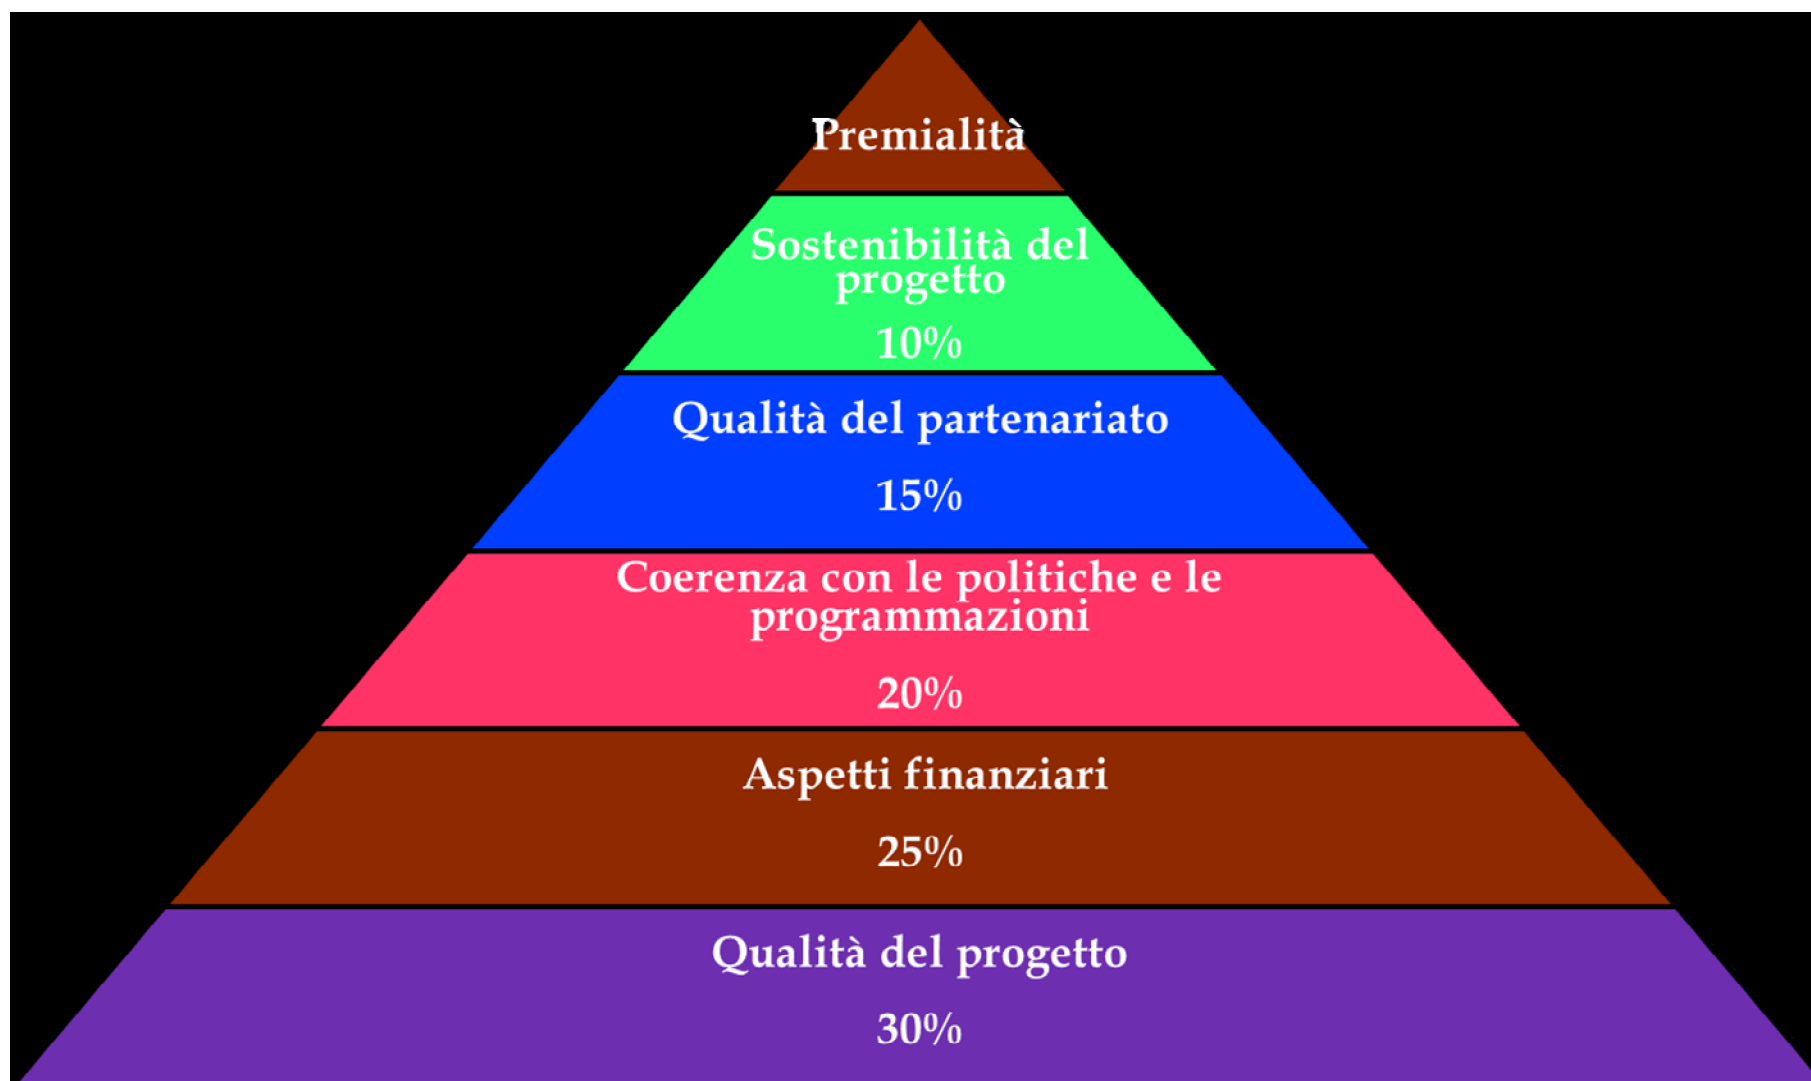 Premialità
Sostenibilità del
progetto
10%
Qualità del partenariato
15%
Coerenza con le politiche e le
programmazioni
20%
Aspetti finanziari
25%
Qualità del progetto
30%